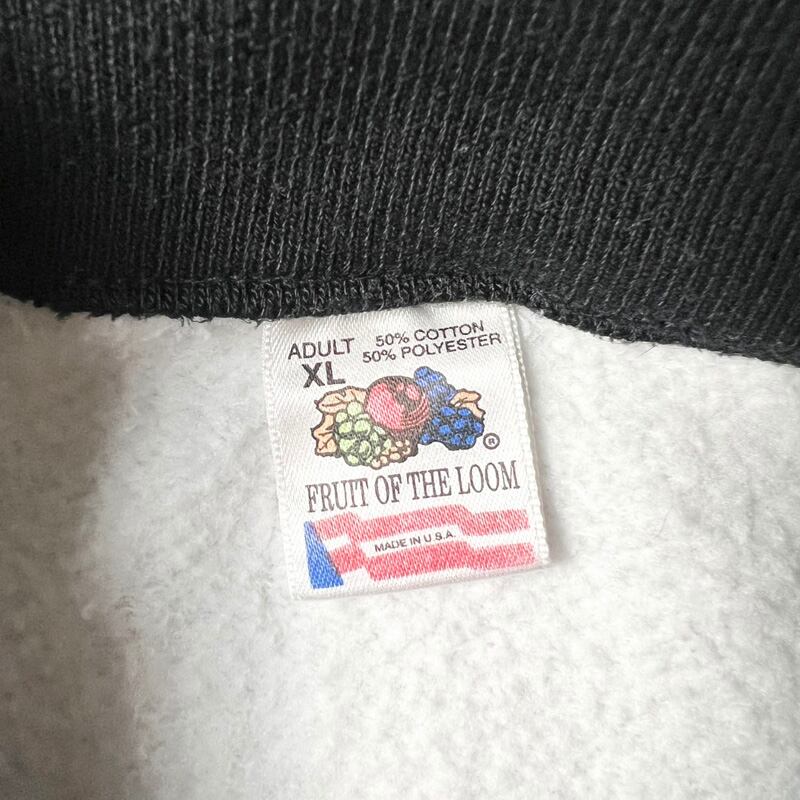 ADULT 50% COTTON
XL 50% POLYESTER
®
FRUIT OF THE LOOM
MADE IN U.S.A.